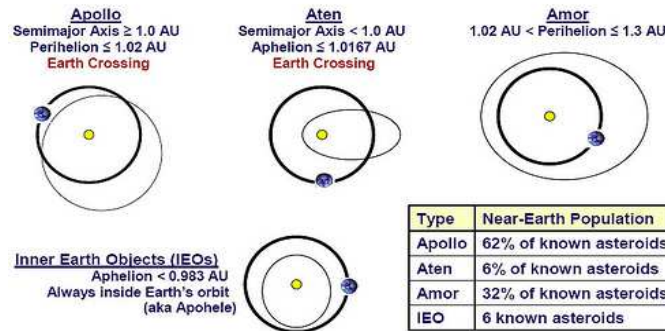 Apollo
Semimajor Axis ≥ 1.0 AU
Perihelion ≤ 1.02 AU
Earth Crossing
Aten
Semimajor Axis < 1.0 AU
Aphelion ≤ 1.0167 AU
Earth Crossing
Amor
1.02 AU < Perihelion ≤ 1.3 AU
Inner Earth Objects (IEOs)
Aphelion < 0.983 AU
Always inside Earth's orbit
(aka Apohele)
Type Near-Earth Population
Apollo 62% of known asteroids
Aten 6% of known asteroids
Amor 32% of known asteroids
IEO 6 known asteroids